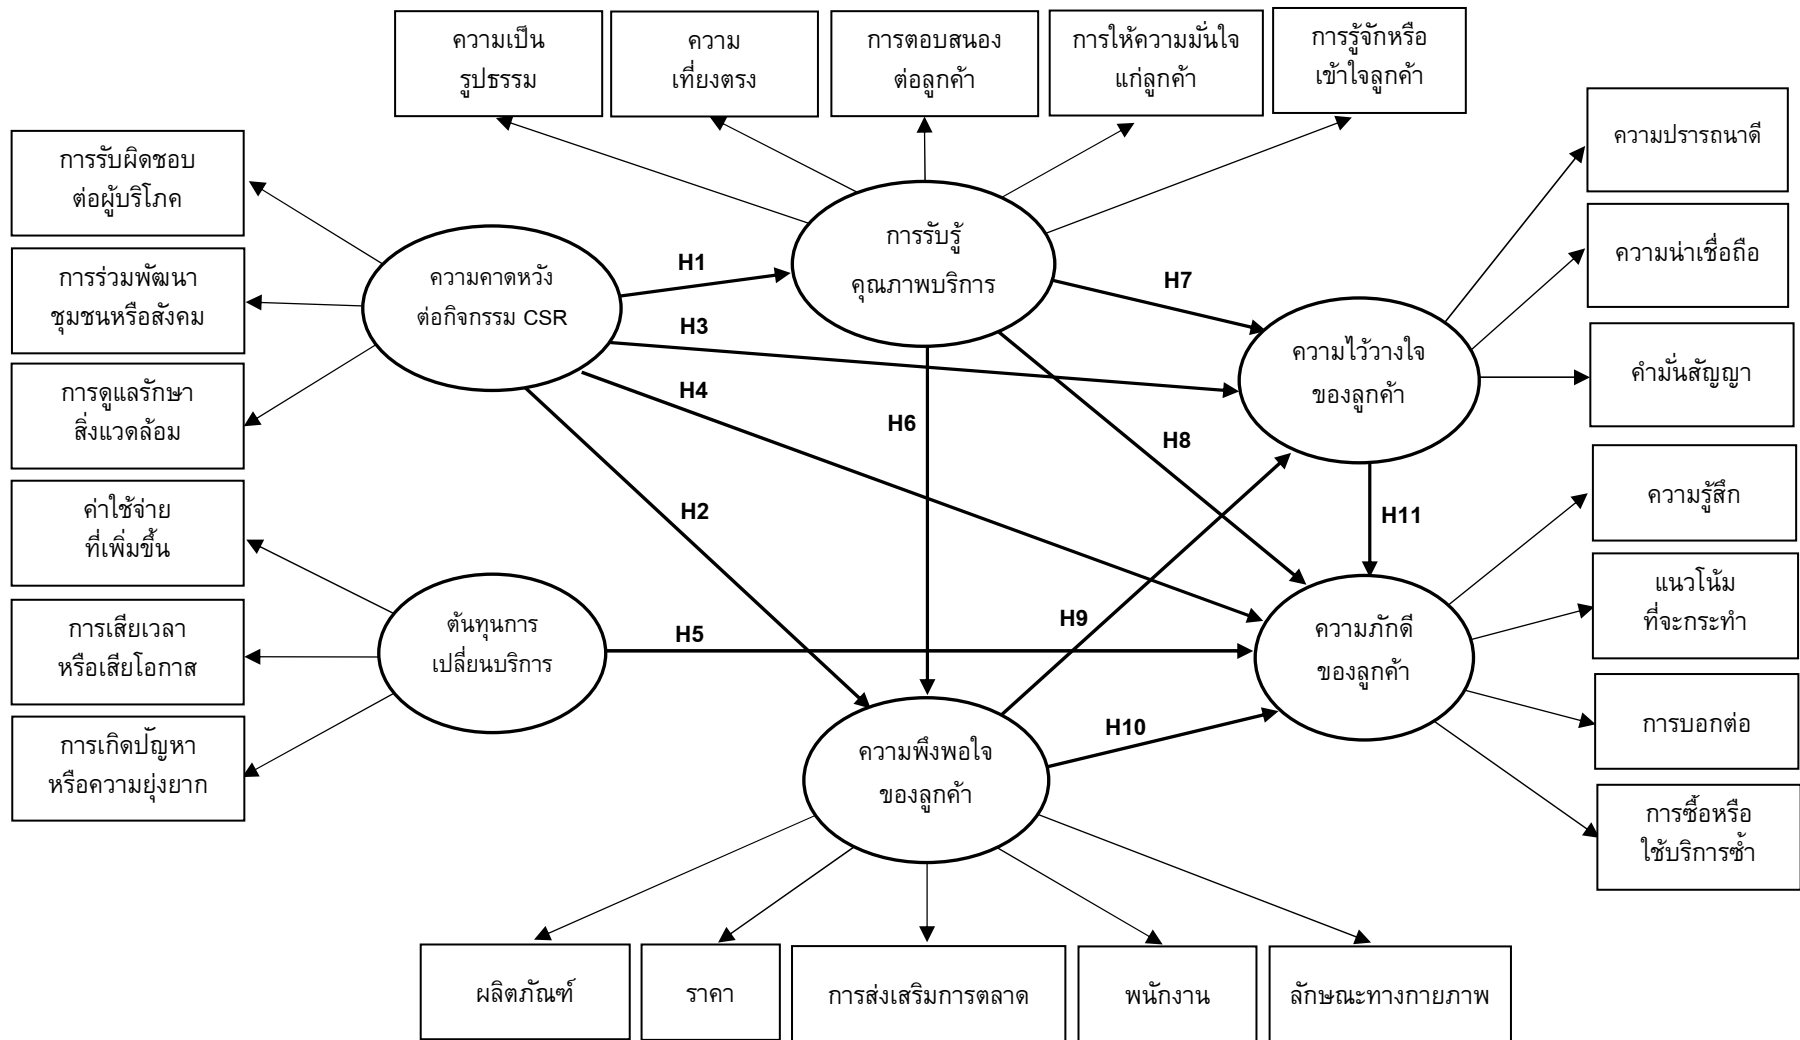 ความเป็น
รูปธรรม
ความ
เที่ยงตรง
การตอบสนอง
ต่อลูกค้า
การให้ความมั่นใจ
แก่ลูกค้า
การรู้จักหรือ
เข้าใจลูกค้า
การรับผิดชอบ
ต่อผู้บริโภค
การร่วมพัฒนา
ชุมชนหรือสังคม
การดูแลรักษา
สิ่งแวดล้อม
ค่าใช้จ่าย
ที่เพิ่มขึ้น
การเสียเวลา
หรือเสียโอกาส
การเกิดปัญหา
หรือความยุ่งยาก
ความคาดหวัง
ต่อกิจกรรม CSR
ต้นทุนการ
เปลี่ยนบริการ
การรับรู้
คุณภาพบริการ
ความพึงพอใจ
ของลูกค้า
H1
H3
H4
H2
H5
H6
H7
H8
H9
H10
H11
ความไว้วางใจ
ของลูกค้า
ความภักดี
ของลูกค้า
ความปรารถนาดี
ความน่าเชื่อถือ
คำมั่นสัญญา
ความรู้สึก
แนวโน้ม
ที่จะกระทำ
การบอกต่อ
การซื้อหรือ
ใช้บริการซ้ำ
ผลิตภัณฑ์
ราคา
การส่งเสริมการตลาด
พนักงาน
ลักษณะทางกายภาพ